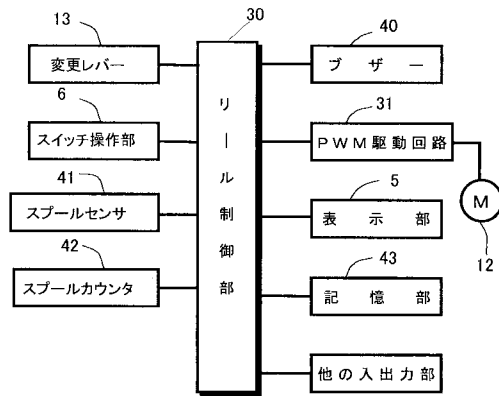 30
13
変更レバー
6
スイッチ操作部
41
スプールセンサ
42
スプールカウンタ
リール制御部
40
ブザー
31
PWM駆動回路
M
12
5
表示部
43
記憶部
他の入出力部